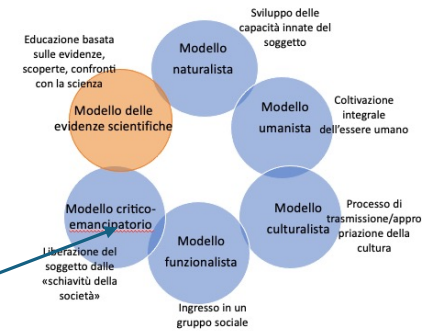 Sviluppo delle
capacità innate del
soggetto
Educazione basata
sulle evidenze,
scoperte, confronti
con la scienza
Modello
naturalista
Modello delle
evidenze scientifiche
Modello
umanista
Coltivazione
integrale
dell'essere umano
Modello critico-
emancipatorio
Liberazione del
soggetto dalle
«schiavitù della
società»
Modello
culturalista
Processo di
trasmissione/appro
priazione della
cultura
Modello
funzionalista
Ingresso in un
gruppo sociale